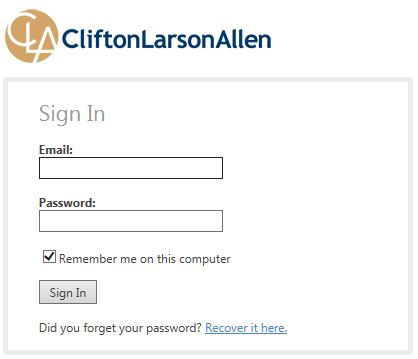 CLA CliftonLarsonAllen
Sign In
Email:
Password:
Remember me on this computer
Sign In
Did you forget your password? Recover it here.